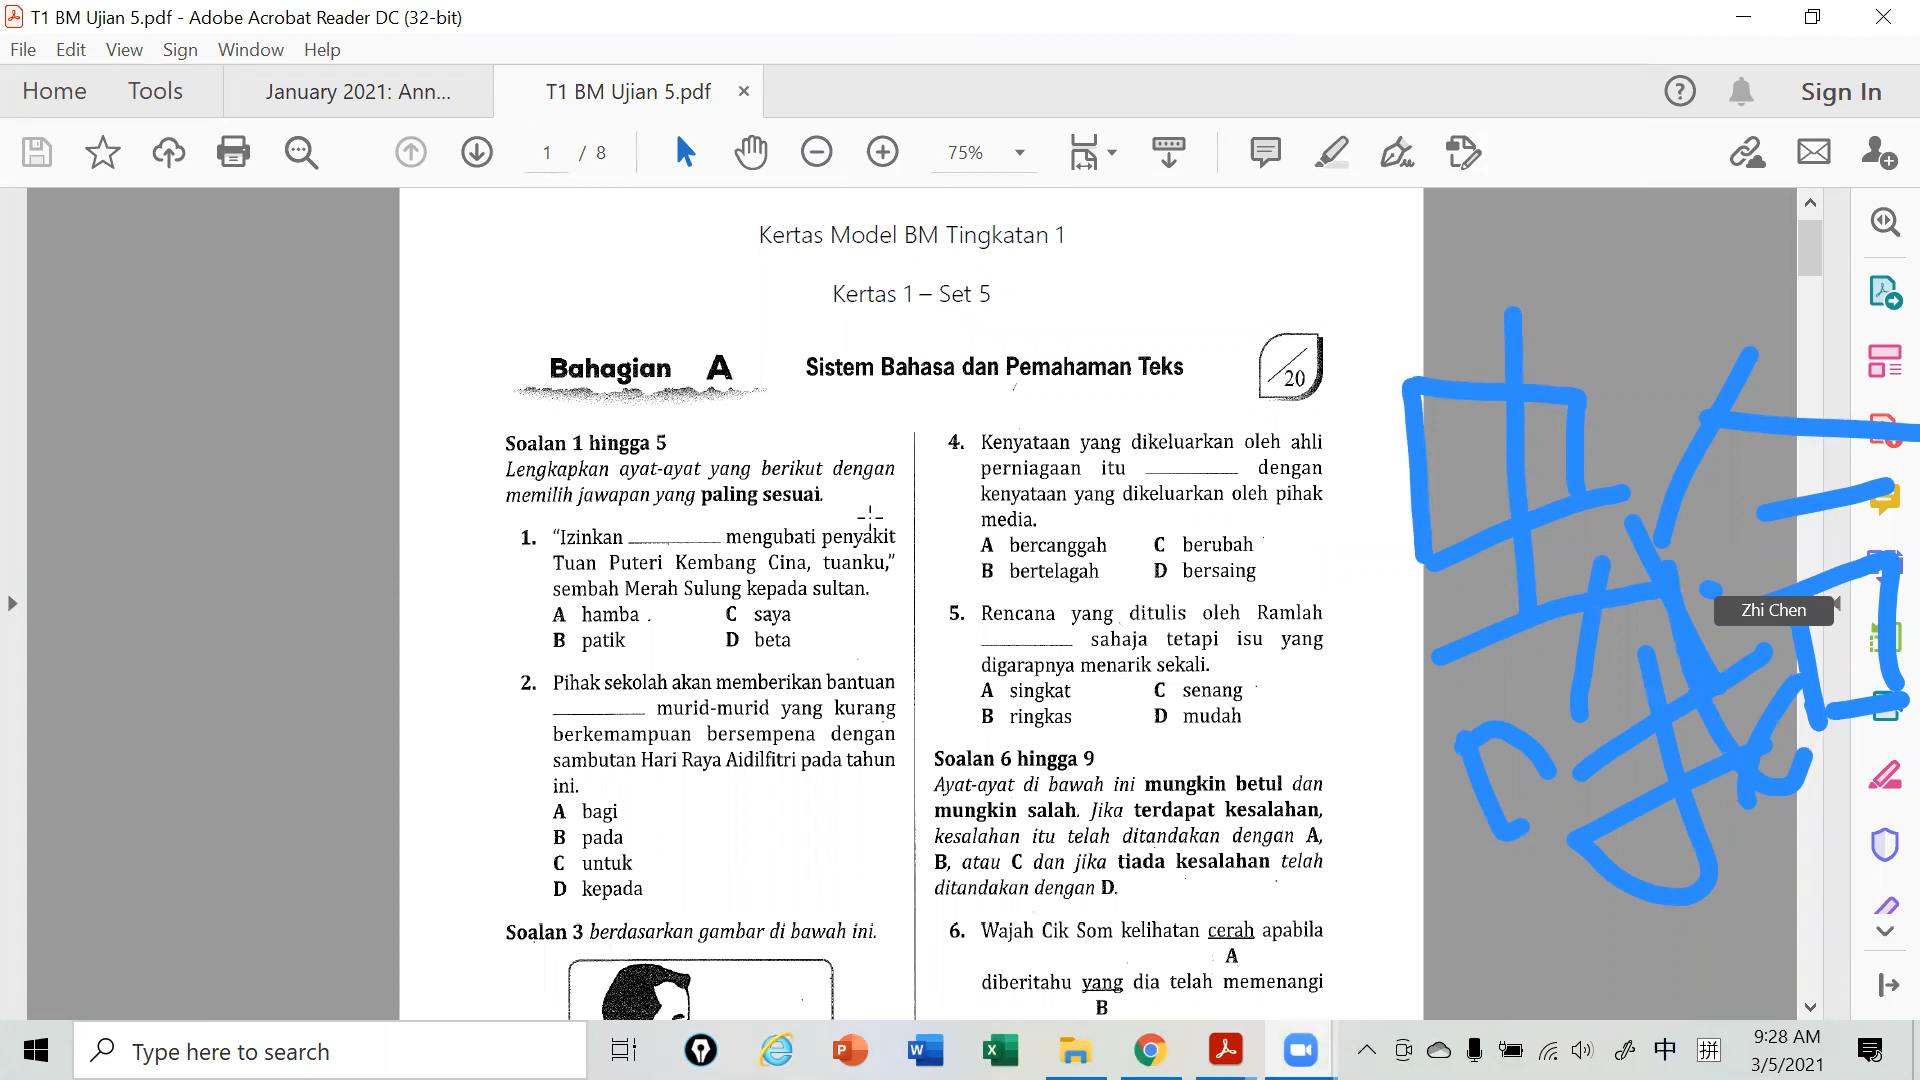 T1 BM Ujian 5.pdf - Adobe Acrobat Reader DC (32-bit)
File Edit View Sign Window Help
Home Tools January 2021: Ann... T1 BM Ujian 5.pdf × Sign In
1 / 8 75%
Kertas Model BM Tingkatan 1
Kertas 1 – Set 5
Bahagian A Sistem Bahasa dan Pemahaman Teks 20
Soalan 1 hingga 5
Lengkapkan ayat-ayat yang berikut dengan
memilih jawapan yang paling sesuai.
1. "Izinkan __________ mengubati penyakit
Tuan Puteri Kembang Cina, tuanku,"
sembah Merah Sulung kepada sultan.
A hamba C saya
B patik D beta
2. Pihak sekolah akan memberikan bantuan
__________ murid-murid yang kurang
berkemampuan bersempena dengan
sambutan Hari Raya Aidilfitri pada tahun
ini.
A bagi
B pada
C untuk
D kepada
Soalan 3 berdasarkan gambar di bawah ini.
4. Kenyataan yang dikeluarkan oleh ahli
perniagaan itu __________ dengan
kenyataan yang dikeluarkan oleh pihak
media.
A bercanggah C berubah
B bertelagah D bersaing
5. Rencana yang ditulis oleh Ramlah
__________ sahaja tetapi isu yang
digarapnya menarik sekali.
A singkat C senang
B ringkas D mudah
Soalan 6 hingga 9
Ayat-ayat di bawah ini mungkin betul dan
mungkin salah. Jika terdapat kesalahan,
kesalahan itu telah ditandakan dengan A,
B, atau C dan jika tiada kesalahan telah
ditandakan dengan D.
6. Wajah Cik Som kelihatan cerah apabila
A
diberitahu yang dia telah memenangi
B
Zhi Chen
Type here to search
中 拼
9:28 AM
3/5/2021